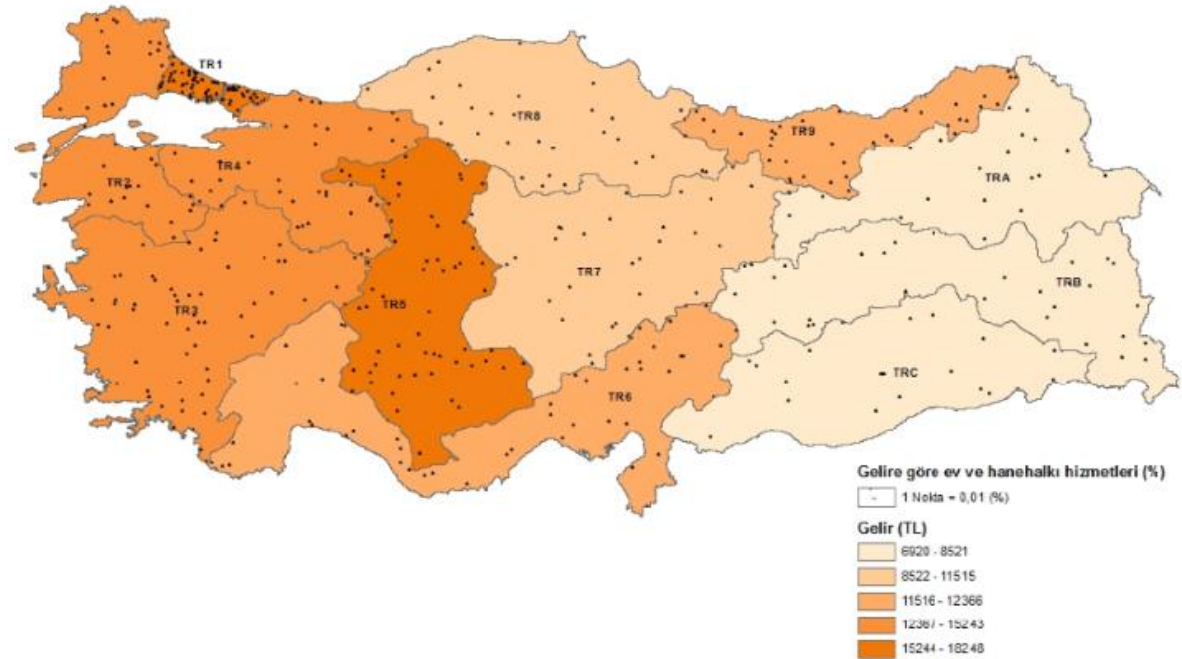 TR1
TR8
TR9
TR4
TR2
TRA
TR7
TRB
TR3
TR5
TRC
TR6
Gelire göre ev ve hanehalkı hizmetleri (%)
1 Nokta = 0,01 (%)
Gelir (TL)
6920 - 8521
8522 - 11515
11516 - 12366
12367 - 15243
15244 - 18248